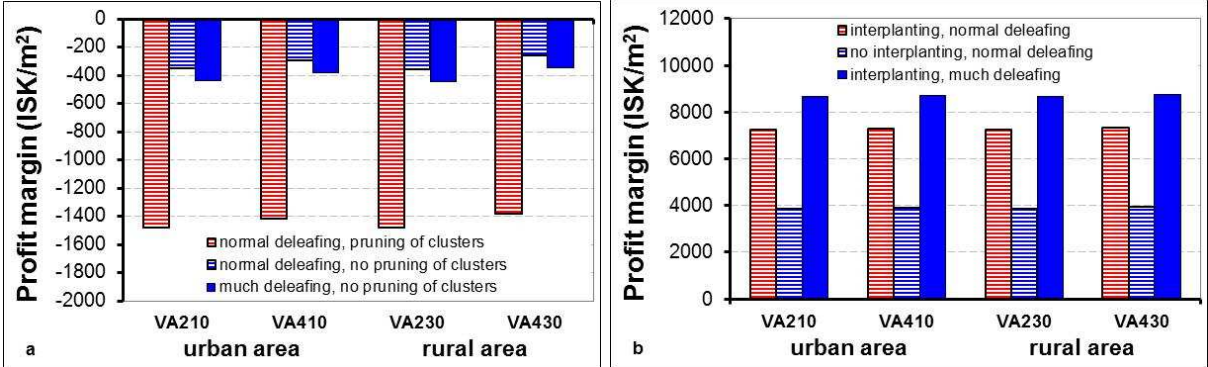 Profit margin (ISK/m²)
0
-200
-400
-600
-800
-1000
-1200
-1400
-1600
-1800
-2000
normal deleafing, pruning of clusters
normal deleafing, no pruning of clusters
much deleafing, no pruning of clusters
VA210 VA410 VA230 VA430
urban area rural area
a
Profit margin (ISK/m²)
12000
10000
8000
6000
4000
2000
0
interplanting, normal deleafing
no interplanting, normal deleafing
interplanting, much deleafing
VA210 VA410 VA230 VA430
urban area rural area
b